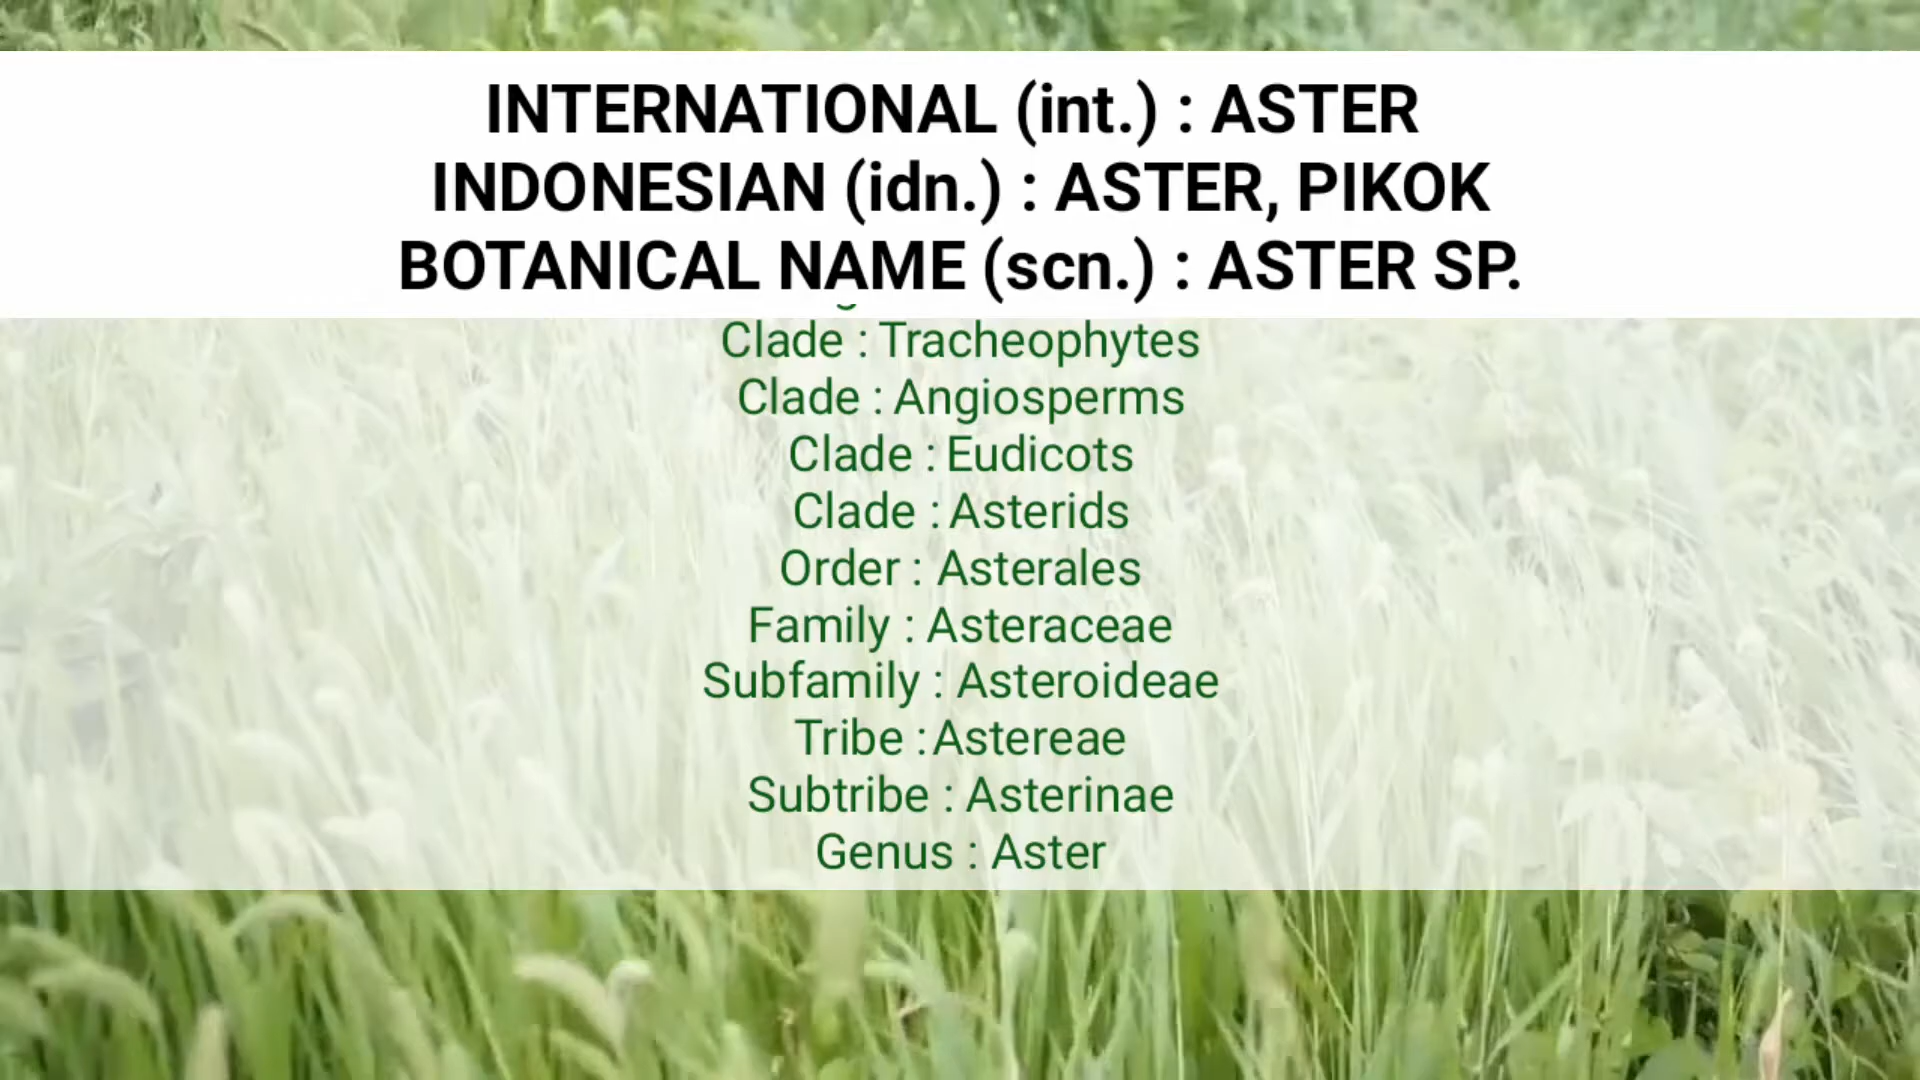 INTERNATIONAL (int.) : ASTER
INDONESIAN (idn.) : ASTER, PIKOK
BOTANICAL NAME (scn.) : ASTER SP.
Clade : Tracheophytes
Clade : Angiosperms
Clade : Eudicots
Clade : Asterids
Order : Asterales
Family : Asteraceae
Subfamily : Asteroideae
Tribe : Astereae
Subtribe : Asterinae
Genus : Aster